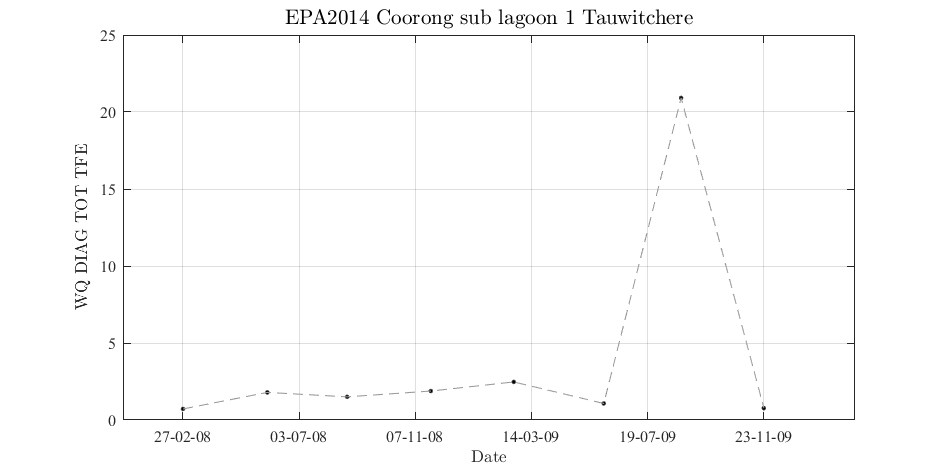 EPA2014 Coorong sub lagoon 1 Tauwitchere
25
20
15
10
5
0
WQ DIAG TOT TFE
27-02-08 03-07-08 07-11-08 14-03-09 19-07-09 23-11-09
Date